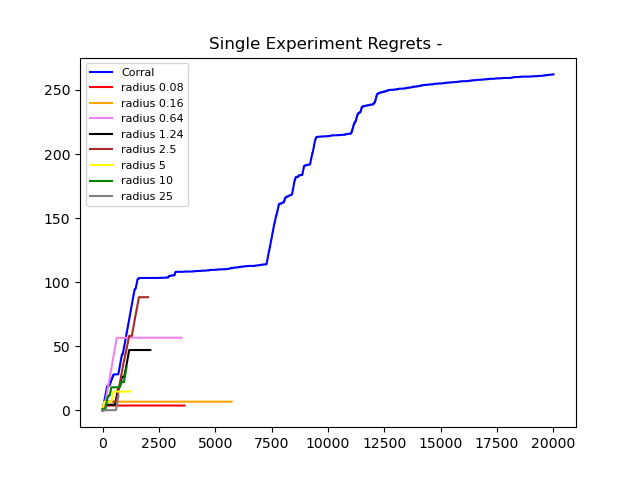 Single Experiment Regrets -
Corral
radius 0.08
radius 0.16
radius 0.64
radius 1.24
radius 2.5
radius 5
radius 10
radius 25
250
200
150
100
50
0
0 2500 5000 7500 10000 12500 15000 17500 20000